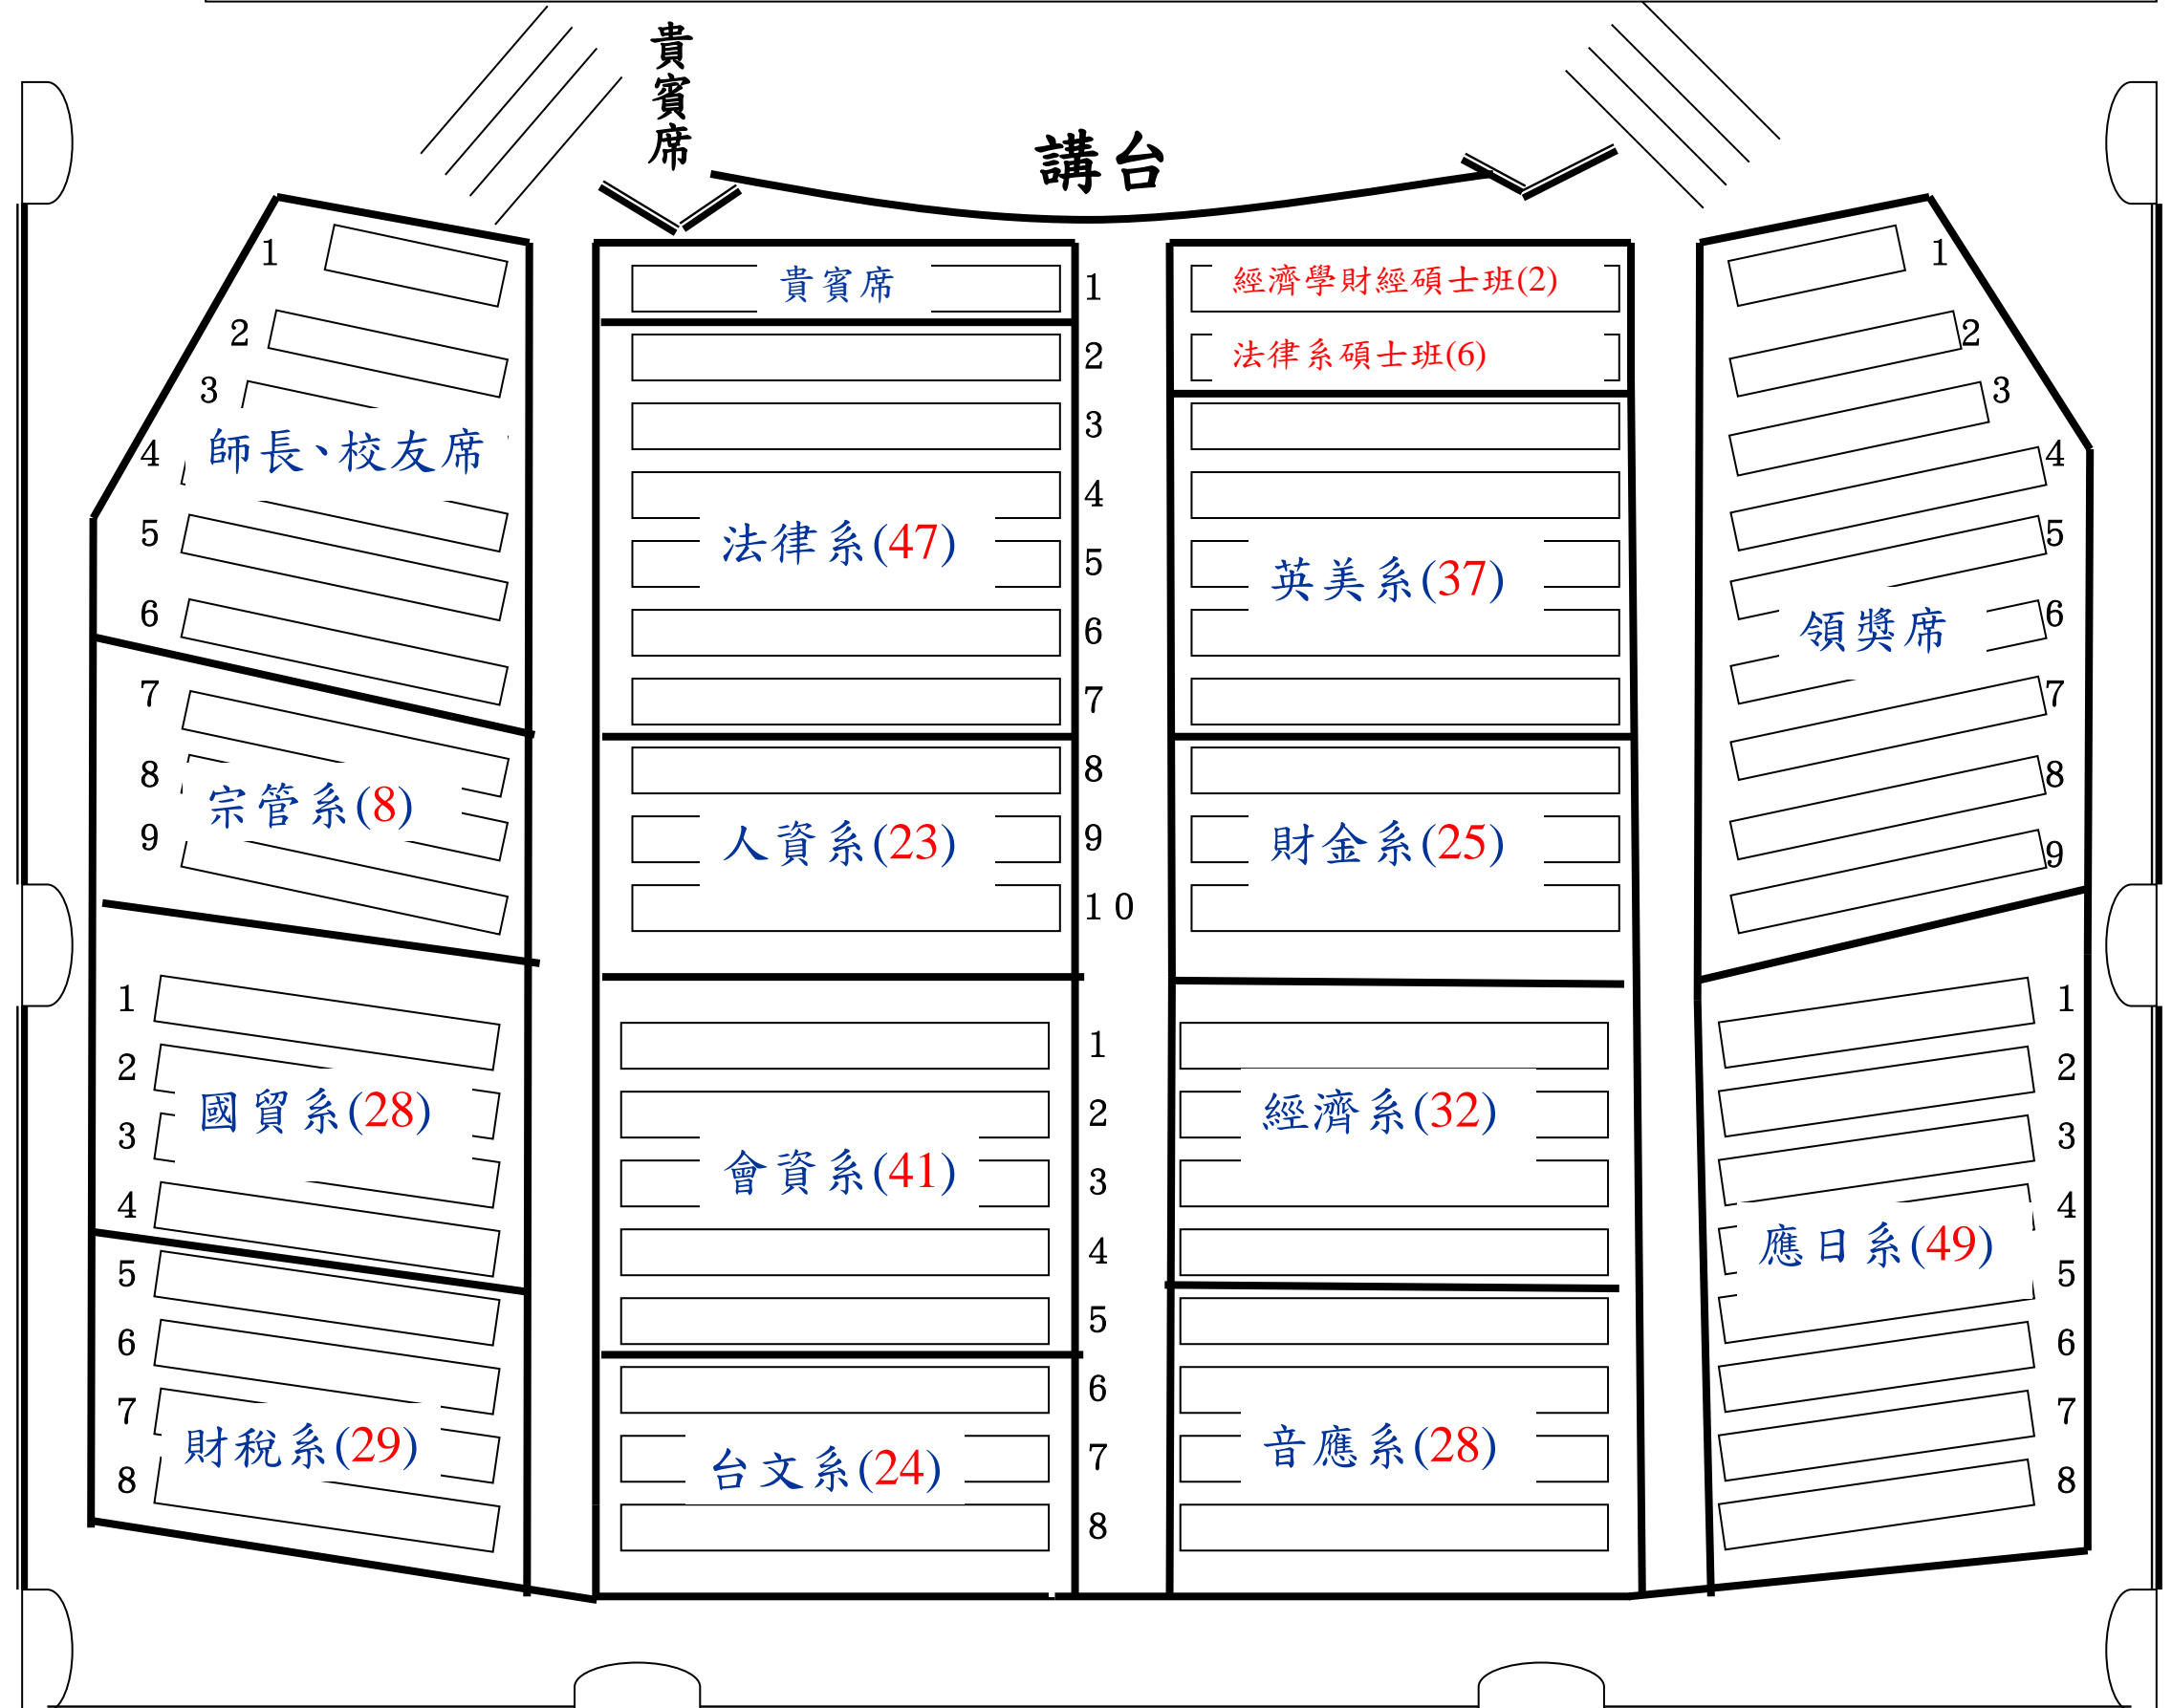 貴賓席
講台
1
2
3
4
5
6
7
8
9
師長、校友席
宗管系(8)
1
2
3
4
5
6
7
8
國貿系(28)
財稅系(29)
貴賓席
法律系(47)
人資系(23)
會資系(41)
台文系(24)
1
2
3
4
5
6
7
8
9
10
1
2
3
4
5
6
7
8
經濟學財經碩士班(2)
法律系碩士班(6)
英美系(37)
財金系(25)
經濟系(32)
音應系(28)
1
2
3
4
5
6
7
8
9
領獎席
1
2
3
4
5
6
7
8
應日系(49)